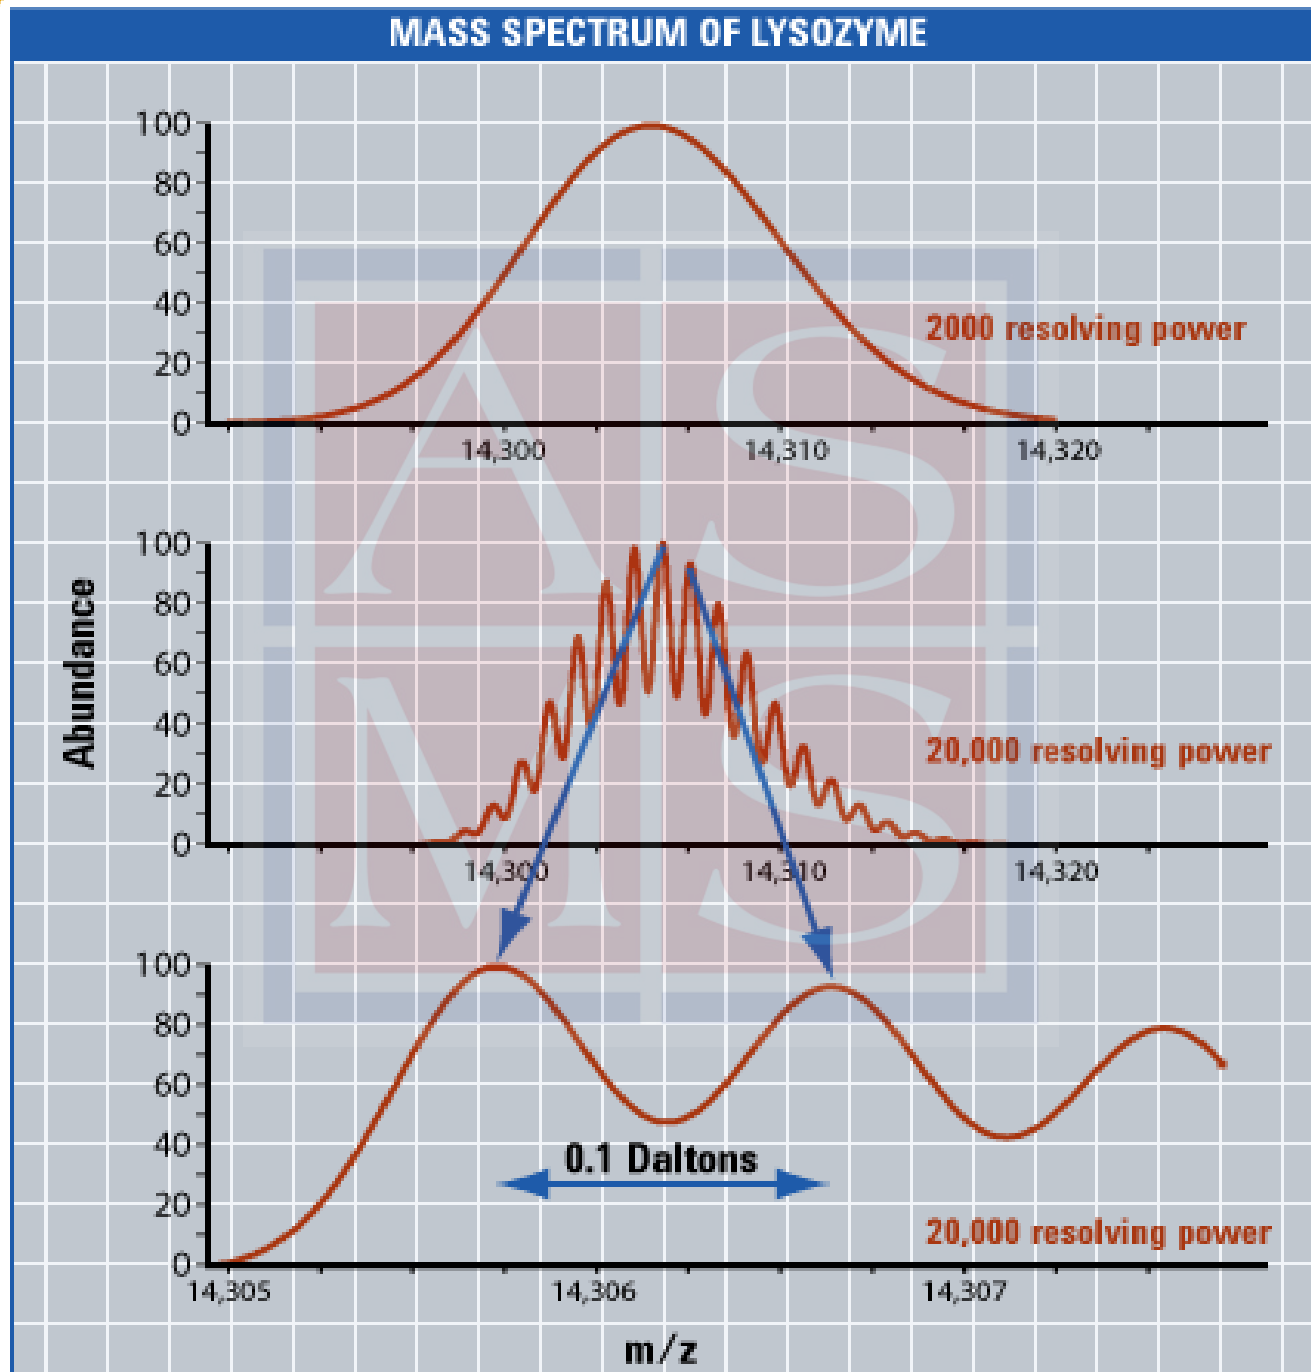 MASS SPECTRUM OF LYSOZYME
100
80
60
40
20
0
2000 resolving power
14,300 14,310 14,320
Abundance
100
80
60
40
20
0
20,000 resolving power
14,300 14,310 14,320
100
80
60
40
20
0
0.1 Daltons
20,000 resolving power
14,305 14,306 14,307
m/z
A S
M S